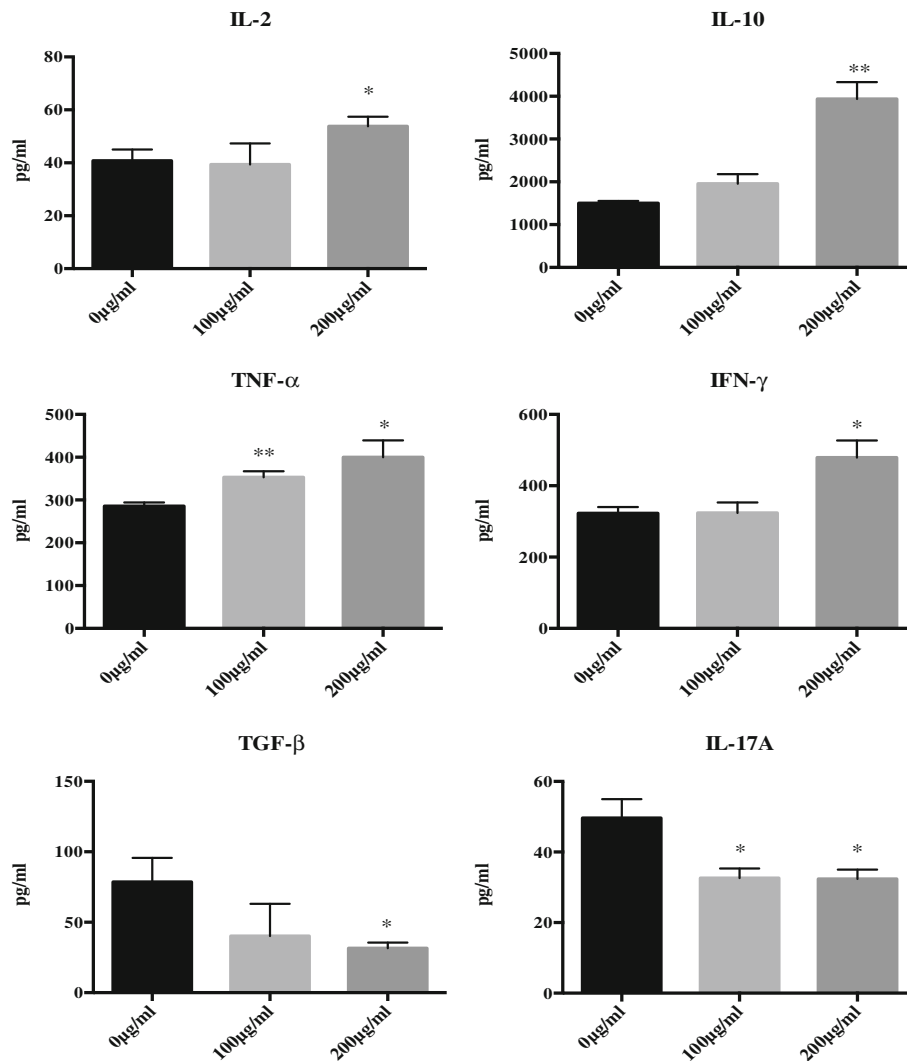 IL-2
80
60
40
20
0
pg/ml
*
0µg/ml
100µg/ml
200µg/ml
IL-10
5000
4000
3000
2000
1000
0
pg/ml
**
0µg/ml
100µg/ml
200µg/ml
TNF-α
500
400
300
200
100
0
pg/ml
**
*
0µg/ml
100µg/ml
200µg/ml
IFN-γ
600
400
200
0
pg/ml
*
0µg/ml
100µg/ml
200µg/ml
TGF-β
150
100
50
0
pg/ml
*
0µg/ml
100µg/ml
200µg/ml
IL-17A
60
40
20
0
pg/ml
*
*
0µg/ml
100µg/ml
200µg/ml